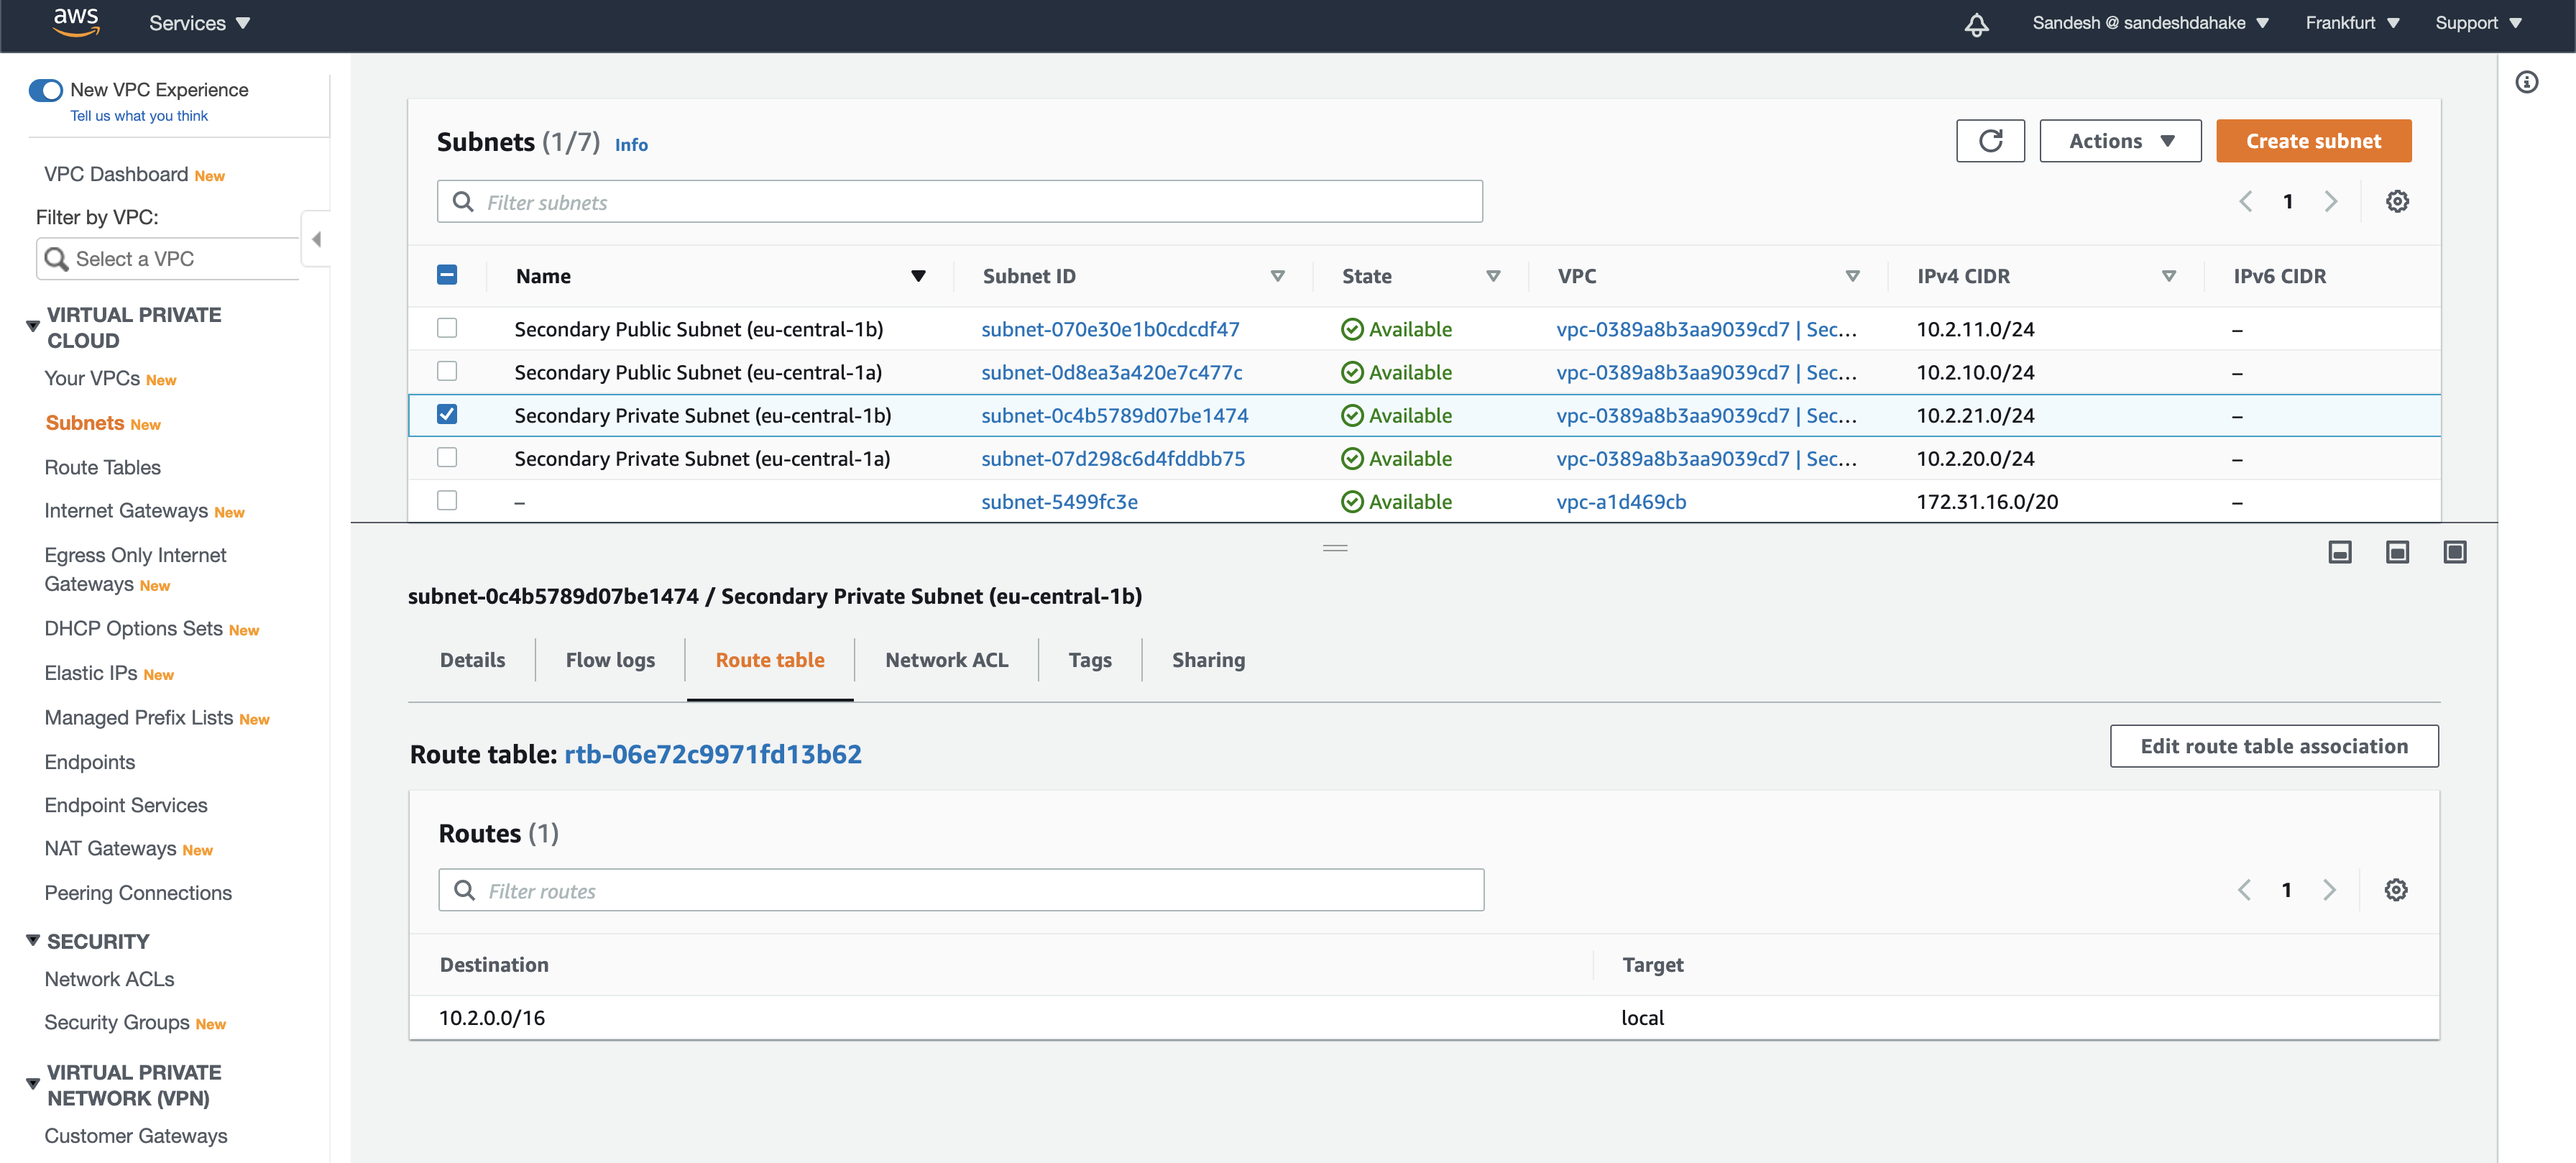 aws
Services
Sandesh @ sandeshdahake
Frankfurt
Support
New VPC Experience
Tell us what you think
VPC Dashboard New
Filter by VPC:
Select a VPC
VIRTUAL PRIVATE
CLOUD
Your VPCs New
Subnets New
Route Tables
Internet Gateways New
Egress Only Internet
Gateways New
DHCP Options Sets New
Elastic IPs New
Managed Prefix Lists New
Endpoints
Endpoint Services
NAT Gateways New
Peering Connections
SECURITY
Network ACLs
Security Groups New
VIRTUAL PRIVATE
NETWORK (VPN)
Customer Gateways
Subnets (1/7) Info
Actions
Create subnet
Filter subnets
1
Name Subnet ID State VPC IPv4 CIDR IPv6 CIDR
Secondary Public Subnet (eu-central-1b) subnet-070e30e1b0cdcdf47 Available vpc-0389a8b3aa9039cd7 | Sec... 10.2.11.0/24 –
Secondary Public Subnet (eu-central-1a) subnet-0d8ea3a420e7c477c Available vpc-0389a8b3aa9039cd7 | Sec... 10.2.10.0/24 –
Secondary Private Subnet (eu-central-1b) subnet-0c4b5789d07be1474 Available vpc-0389a8b3aa9039cd7 | Sec... 10.2.21.0/24 –
Secondary Private Subnet (eu-central-1a) subnet-07d298c6d4fddbb75 Available vpc-0389a8b3aa9039cd7 | Sec... 10.2.20.0/24 –
– subnet-5499fc3e Available vpc-a1d469cb 172.31.16.0/20 –
subnet-0c4b5789d07be1474 / Secondary Private Subnet (eu-central-1b)
Details Flow logs Route table Network ACL Tags Sharing
Route table: rtb-06e72c9971fd13b62
Edit route table association
Routes (1)
Filter routes
1
Destination Target
10.2.0.0/16 local